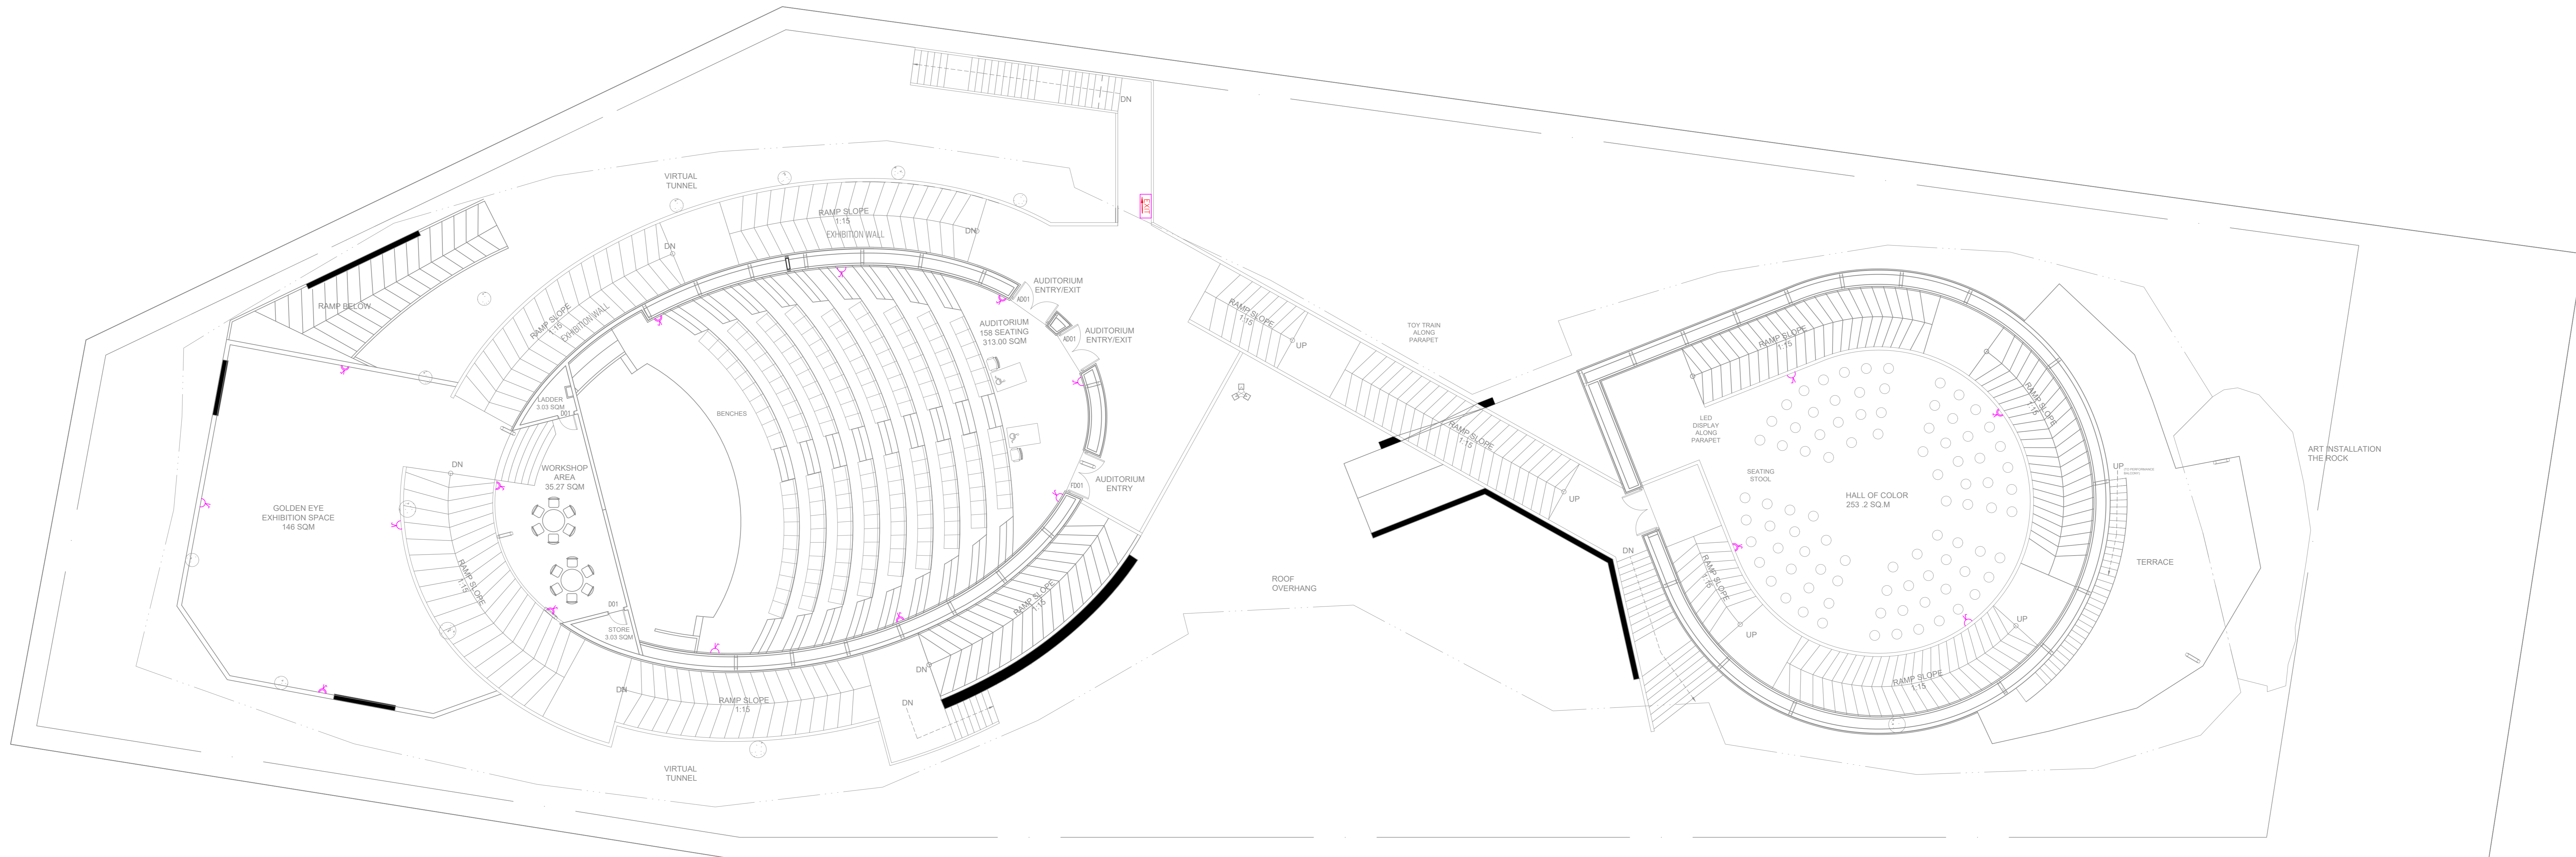 DN
EXIT
VIRTUAL
TUNNEL
RAMP SLOPE
1:15
EXHIBITION WALL
DN
DN
RAMP BELOW
RAMP SLOPE
1:15
EXHIBITION WALL
AUDITORIUM
ENTRY/EXIT
AD01
AUDITORIUM
158 SEATING
313.00 SQM
AUDITORIUM
ENTRY/EXIT
AD01
RAMP SLOPE
1:15
UP
TOY TRAIN
ALONG
PARAPET
RAMP SLOPE
1:15
RAMP SLOPE
1:15
LADDER
3.03 SQM
D01
BENCHES
LED
DISPLAY
ALONG
PARAPET
RAMP SLOPE
1:15
ART INSTALLATION
THE ROCK
DN
WORKSHOP
AREA
35.27 SQM
AUDITORIUM
ENTRY
FD01
SEATING
STOOL
UP
UP
HALL OF COLOR
253 .2 SQ.M
GOLDEN EYE
EXHIBITION SPACE
146 SQM
RAMP SLOPE
1:15
ROOF
OVERHANG
DN
RAMP SLOPE
1:15
TERRACE
D01
STORE
3.03 SQM
RAMP SLOPE
1:15
UP
UP
DN
DN
RAMP SLOPE
1:15
DN
RAMP SLOPE
1:15
VIRTUAL
TUNNEL